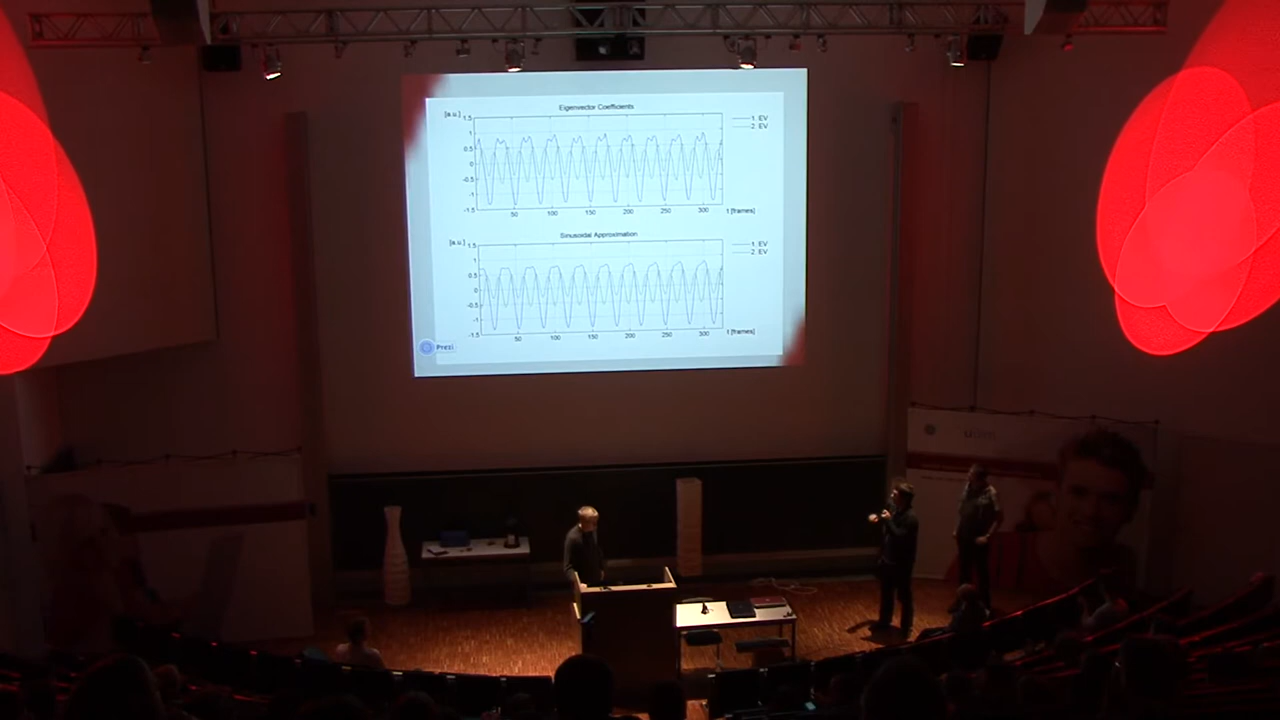 Eigenvector Coefficients
[a.u.]
1.5
1
0.5
0
-0.5
-1
-1.5
50 100 150 200 250 300
t [frames]
1. EV
2. EV
Sinusoidal Approximation
[a.u.]
1.5
1
0.5
0
-0.5
-1
-1.5
50 100 150 200 250 300
t [frames]
1. EV
2. EV
Prezi